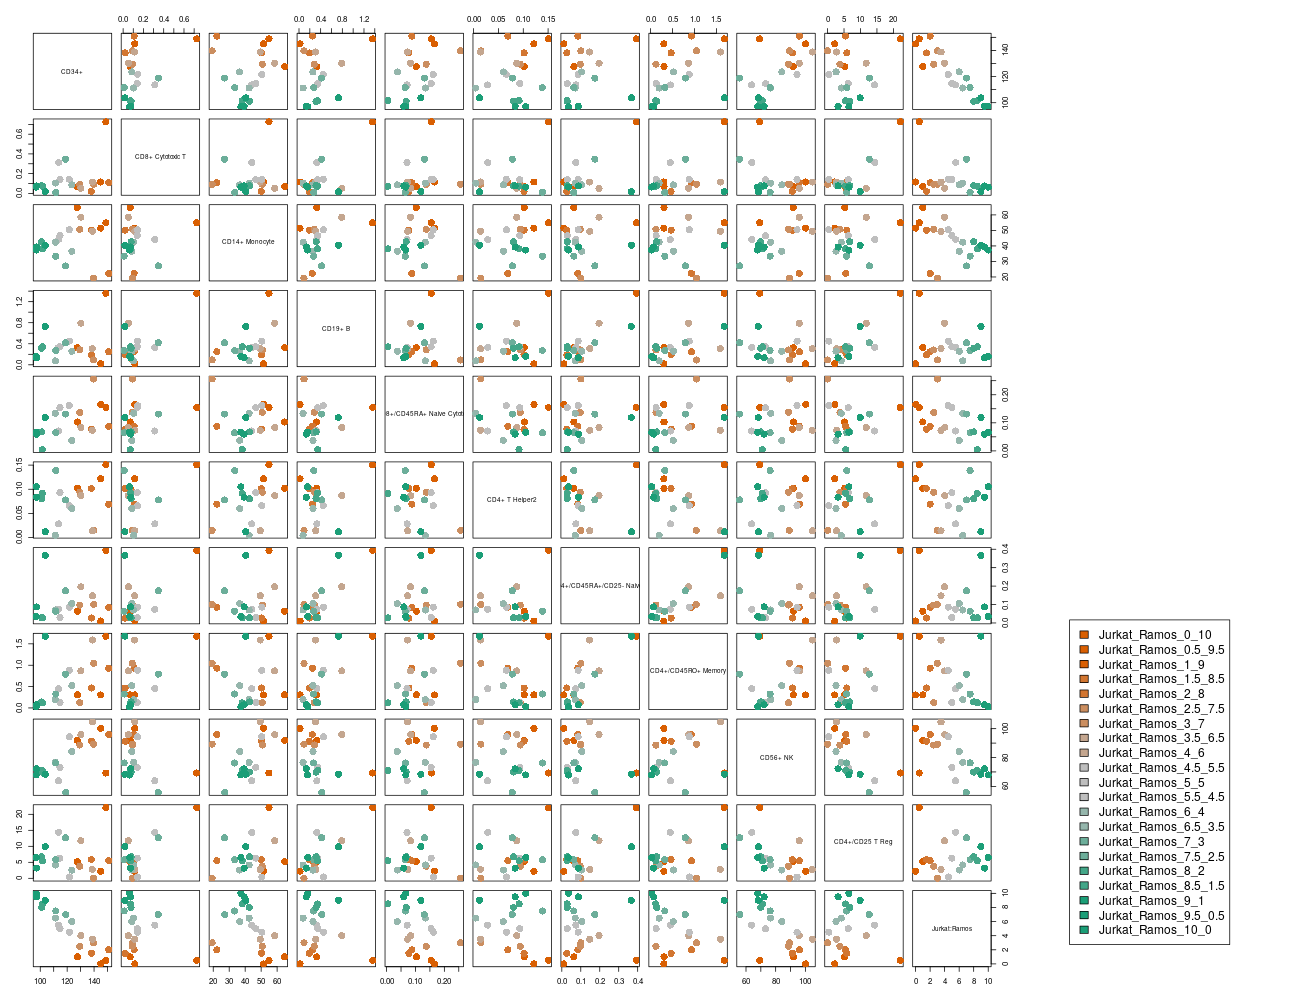 0.0 0.2 0.4 0.6
0.0 0.4 0.8 1.2
0.00 0.05 0.10 0.15
0.0 0.5 1.0 1.5
0 5 10 15 20
CD34+
100 120 140
0.0 0.2 0.4 0.6
CD8+ Cytotoxic T
CD14+ Monocyte
20 30 40 50 60
0.0 0.4 0.8 1.2
CD19+ B
8+/CD45RA+ Naive Cytot
0.00 0.10 0.20
0.00 0.05 0.10 0.15
CD4+ T Helper2
4+/CD45RA+/CD25- Naiv
0.0 0.1 0.2 0.3 0.4
0.0 0.5 1.0 1.5
CD4+/CD45RO+ Memory
CD56+ NK
60 80 100
0 5 10 15 20
CD4+/CD25 T Reg
Jurkat:Ramos
0 2 4 6 8 10
100 120 140
20 30 40 50 60
0.00 0.10 0.20
0.0 0.1 0.2 0.3 0.4
60 80 100
0 2 4 6 8 10
Jurkat_Ramos_0_10
Jurkat_Ramos_0.5_9.5
Jurkat_Ramos_1_9
Jurkat_Ramos_1.5_8.5
Jurkat_Ramos_2_8
Jurkat_Ramos_2.5_7.5
Jurkat_Ramos_3_7
Jurkat_Ramos_3.5_6.5
Jurkat_Ramos_4_6
Jurkat_Ramos_4.5_5.5
Jurkat_Ramos_5_5
Jurkat_Ramos_5.5_4.5
Jurkat_Ramos_6_4
Jurkat_Ramos_6.5_3.5
Jurkat_Ramos_7_3
Jurkat_Ramos_7.5_2.5
Jurkat_Ramos_8_2
Jurkat_Ramos_8.5_1.5
Jurkat_Ramos_9_1
Jurkat_Ramos_9.5_0.5
Jurkat_Ramos_10_0